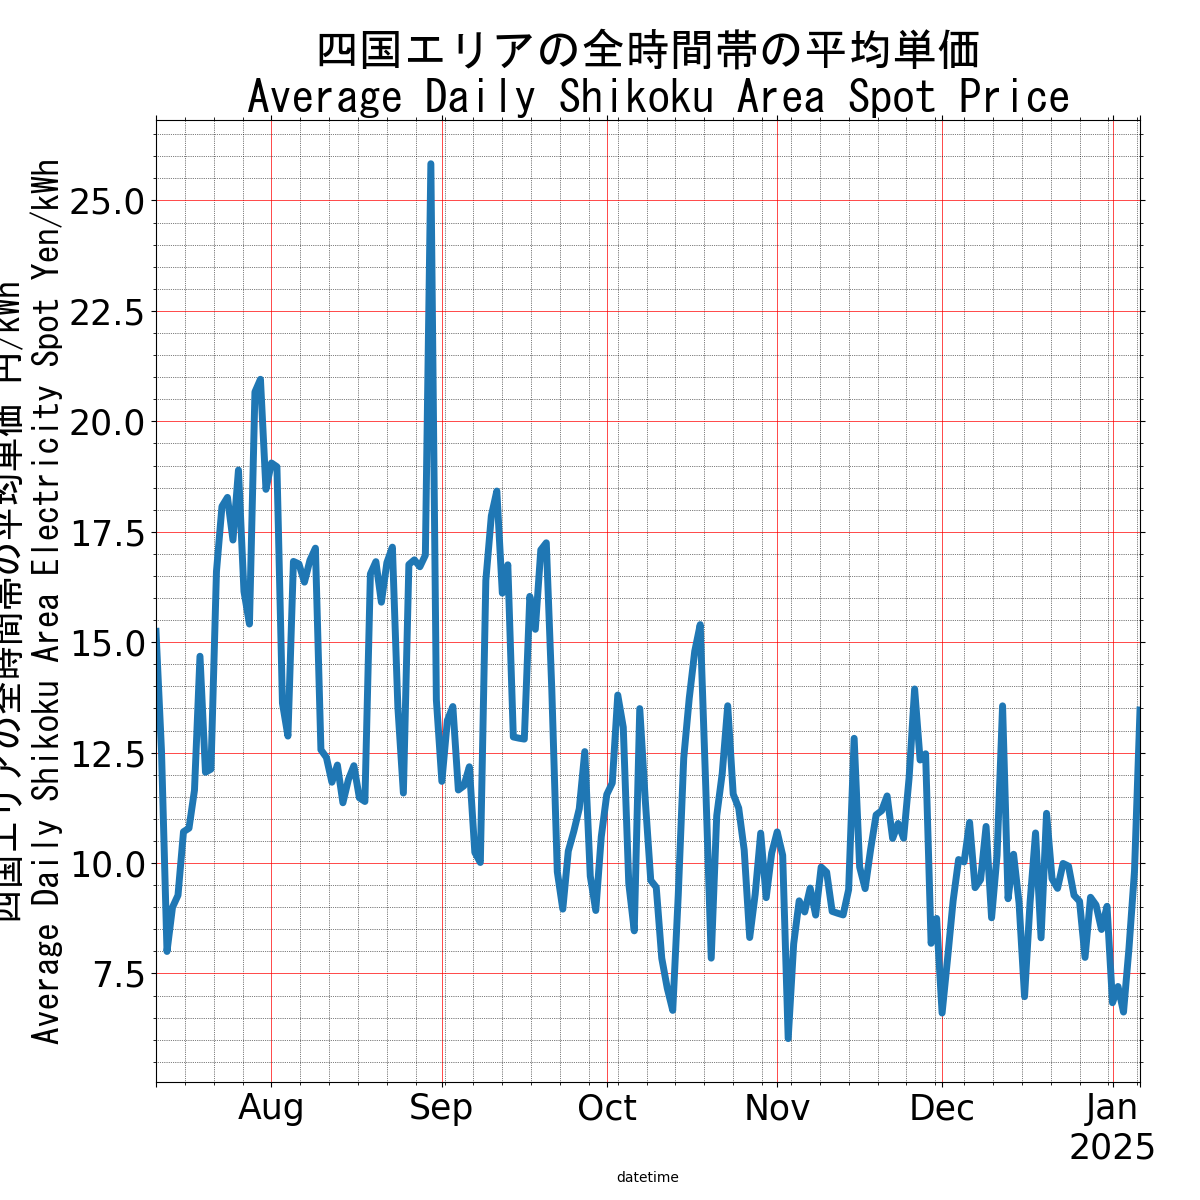 四国エリアの全時間帯の平均単価
Average Daily Shikoku Area Spot Price
四国エリアの全時間帯の平均単価 円/kWh
Average Daily Shikoku Area Electricity Spot Yen/kWh
25.0
22.5
20.0
17.5
15.0
12.5
10.0
7.5
Aug Sep Oct Nov Dec Jan
2025
datetime